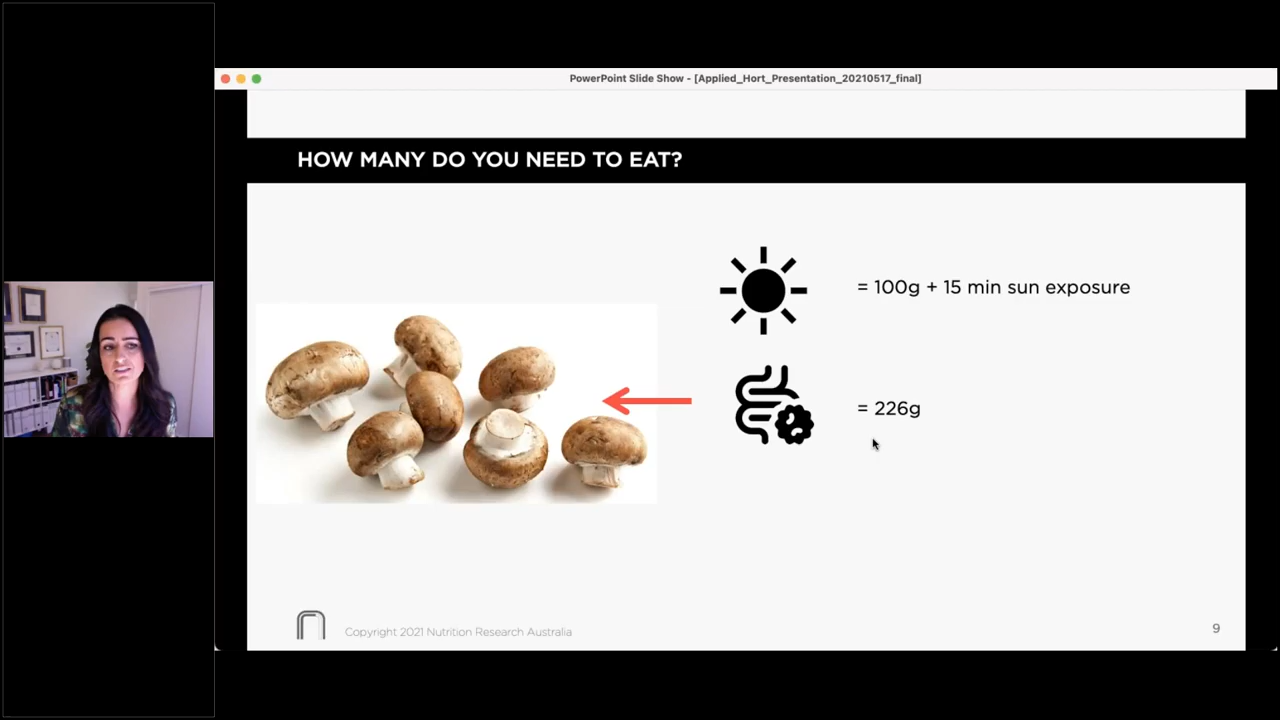 PowerPoint Slide Show - [Applied_Hort_Presentation_20210517_final]
HOW MANY DO YOU NEED TO EAT?
= 100g + 15 min sun exposure
= 226g
Copyright 2021 Nutrition Research Australia
9